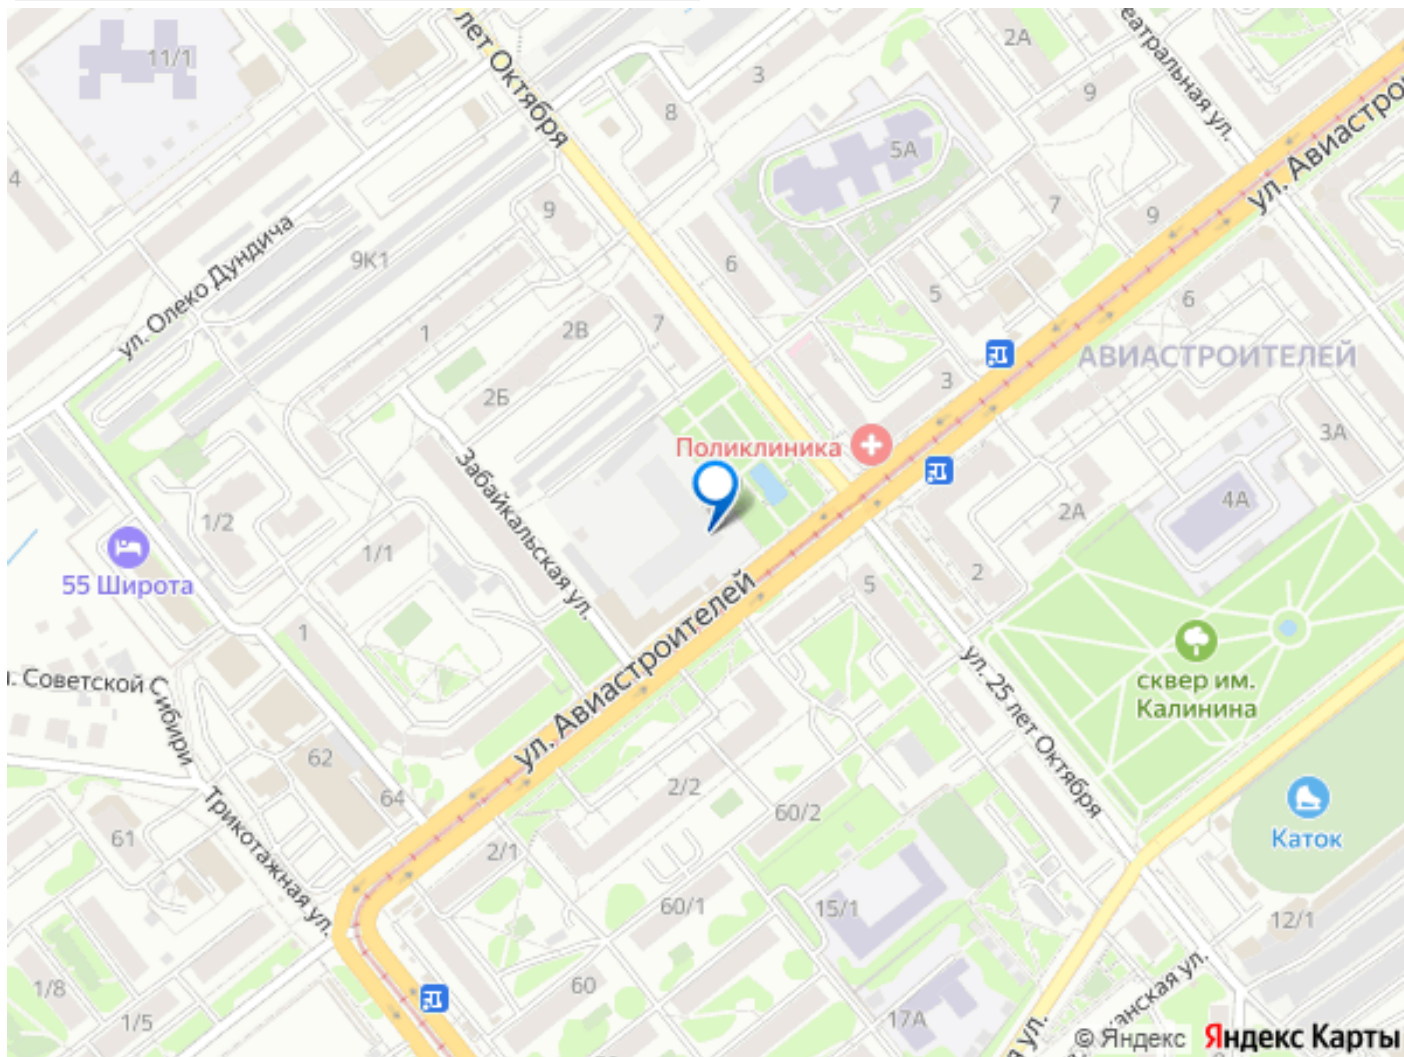 11/1
лет Октября
2А
еатральная ул.
3
9
8
5А
ул. Авиастро
4
ул. Олеко Дундича
9
9К1
7
9
6
5
6
1
2В
7
АВИАСТРОИТЕЛЕЙ
3
2Б
Поликлиника
3А
Забайкальская ул.
4А
2А
1/2
1/1
55 Широта
5
2
1
ул. Авиастроителей
ул. 25 лет Октября
сквер им.
Калинина
. Советской Сибири
62
64
2/2
60/2
Каток
Трикотажная ул.
61
2/1
60/1
15/1
12/1
1/8
60
1/5
17А
анская ул.
я ул.
© Яндекс Яндекс Карты